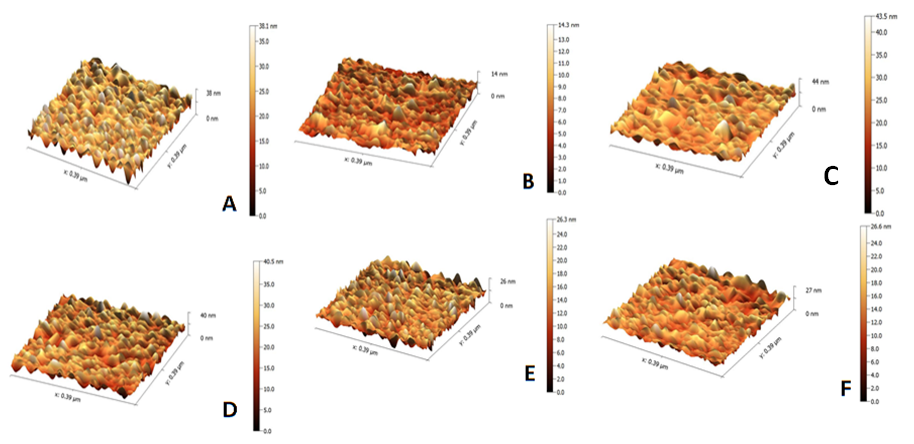 38.1 nm
35.0
30.0
25.0
20.0
15.0
10.0
5.0
0.0
38 nm
0 nm
x: 0.39 µm
y: 0.39 µm
A
14.3 nm
13.0
12.0
11.0
10.0
9.0
8.0
7.0
6.0
5.0
4.0
3.0
2.0
1.0
0.0
14 nm
0 nm
x: 0.39 µm
y: 0.39 µm
B
43.5 nm
40.0
35.0
30.0
25.0
20.0
15.0
10.0
5.0
0.0
44 nm
0 nm
x: 0.39 µm
y: 0.39 µm
C
40.5 nm
35.0
30.0
25.0
20.0
15.0
10.0
5.0
0.0
40 nm
0 nm
x: 0.39 µm
y: 0.39 µm
D
26.3 nm
24.0
22.0
20.0
18.0
16.0
14.0
12.0
10.0
8.0
6.0
4.0
2.0
0.0
26 nm
0 nm
x: 0.39 µm
y: 0.39 µm
E
26.6 nm
24.0
22.0
20.0
18.0
16.0
14.0
12.0
10.0
8.0
6.0
4.0
2.0
0.0
27 nm
0 nm
x: 0.39 µm
y: 0.39 µm
F